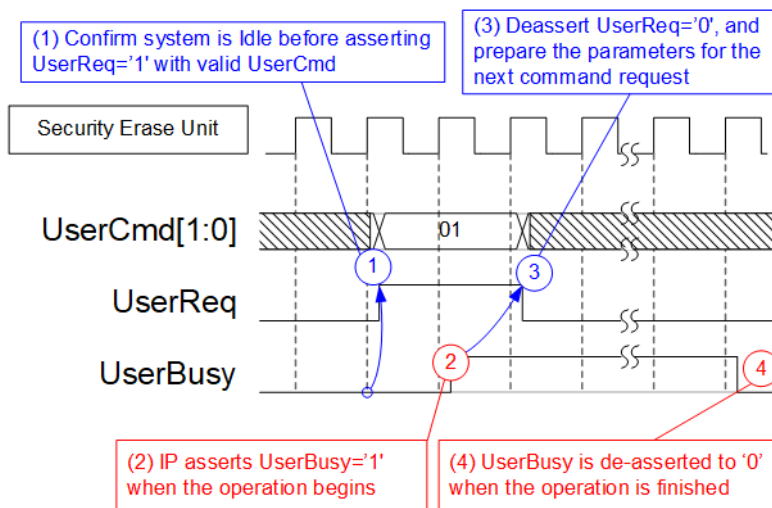 (1) Confirm system is Idle before asserting
UserReq='1' with valid UserCmd
(3) Deassert UserReq='0', and
prepare the parameters for the
next command request
Security Erase Unit
UserCmd[1:0]
01
1
3
UserReq
UserBusy
2
4
(2) IP asserts UserBusy='1'
when the operation begins
(4) UserBusy is de-asserted to ‘0’
when the operation is finished